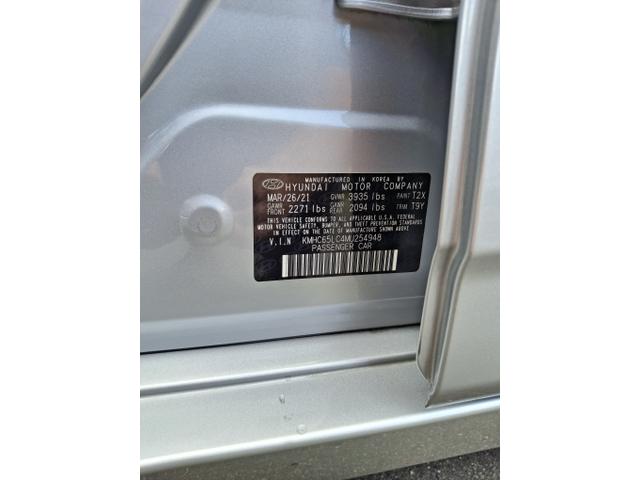 MANUFACTURED IN KOREA BY
HYUNDAI MOTOR COMPANY
MAR/26/21 GVWR 3935 lbs PAINT T2X
GAWR FRONT 2271 lbs GAWR REAR 2094 lbs TRIM T9Y
THIS VEHICLE CONFORMS TO ALL APPLICABLE U.S.A. FEDERAL
MOTOR VEHICLE SAFETY, BUMPER, AND THEFT PREVENTION STANDARDS
IN EFFECT ON THE DATE OF MANUFACTURE SHOWN ABOVE.
V.I.N KMHC65LC4MU254948
PASSENGER CAR